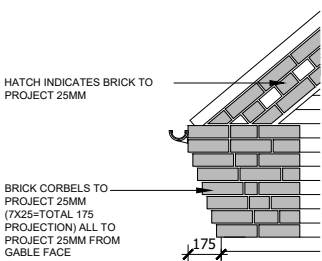 HATCH INDICATES BRICK TO
PROJECT 25MM
BRICK CORBELS TO
PROJECT 25MM
(7X25=TOTAL 175
PROJECTION) ALL TO
PROJECT 25MM FROM
GABLE FACE
175